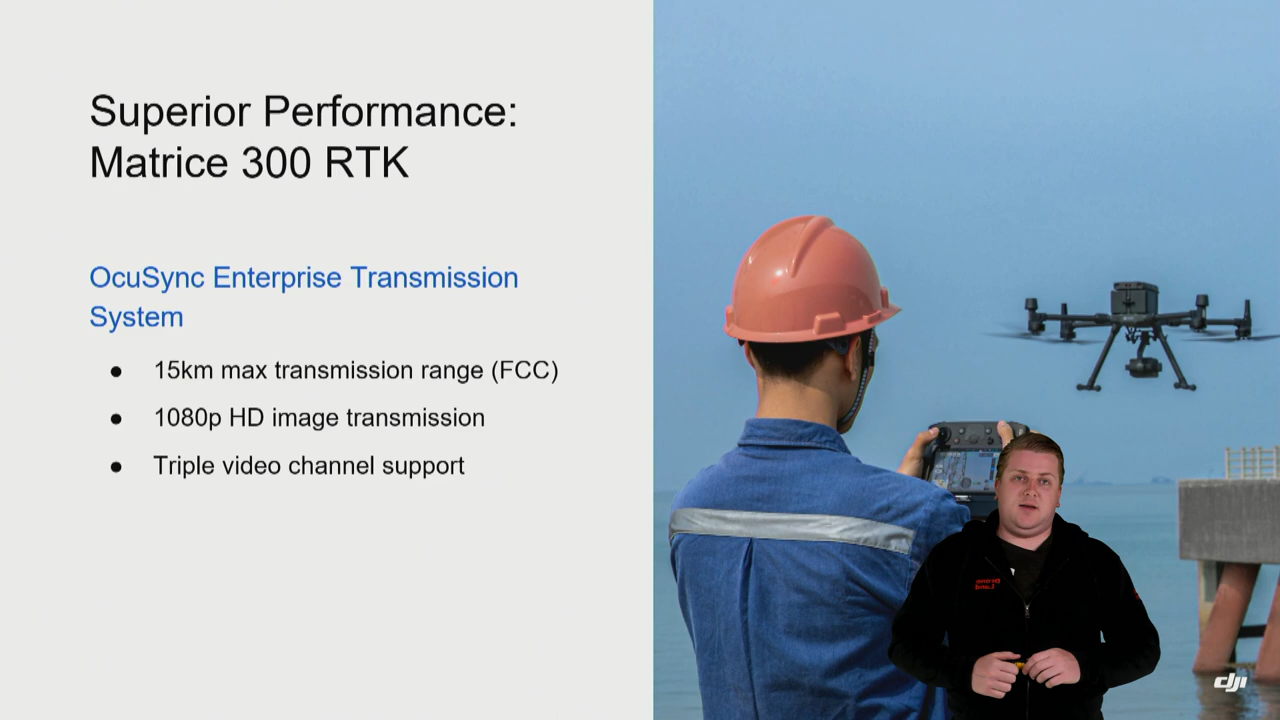 Superior Performance:
Matrice 300 RTK
OcuSync Enterprise Transmission
System
● 15km max transmission range (FCC)
● 1080p HD image transmission
● Triple video channel support
dji